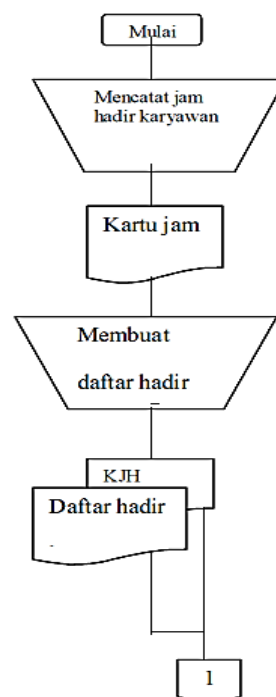 Mulai
Mencatat jam
hadir karyawan
Kartu jam
Membuat
daftar hadir
KJH
Daftar hadir
1